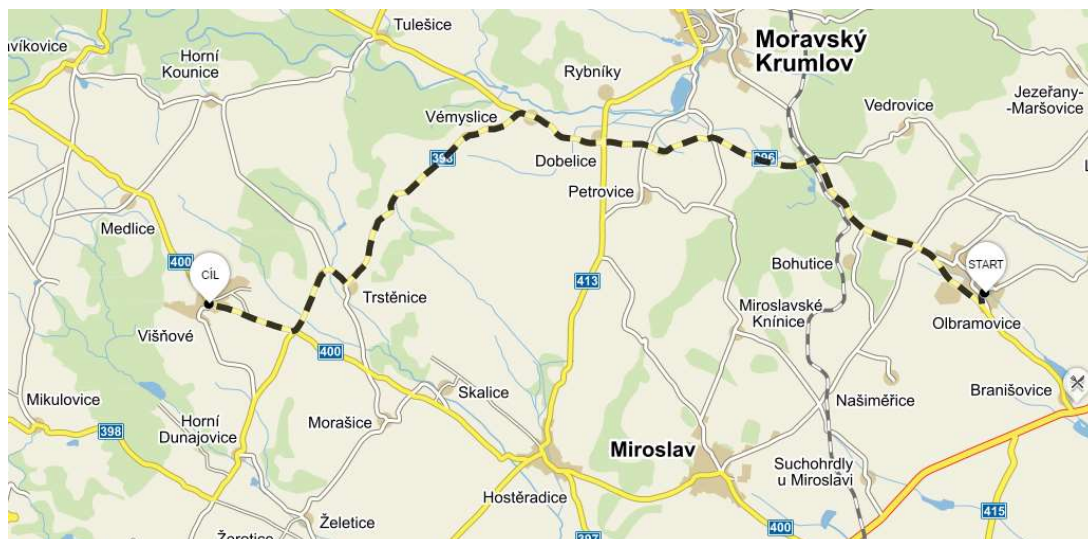 Tulešice
Horní
Kounice
Moravský
Krumlov
Rybníky
Jezeřany-
-Maršovice
Vedrovice
Vémyslice
Dobelice
396
Petrovice
Medlice
400
CÍL
START
Bohutice
413
Trstěnice
Miroslavské
Knínice
Olbramovice
Višňové
400
Skalice
Branišovice
Mikulovice
Našiměřice
398
Horní
Dunajovice
Morašice
Miroslav
Suchohrdly
u Miroslavi
Hostěradice
415
Želetice
400